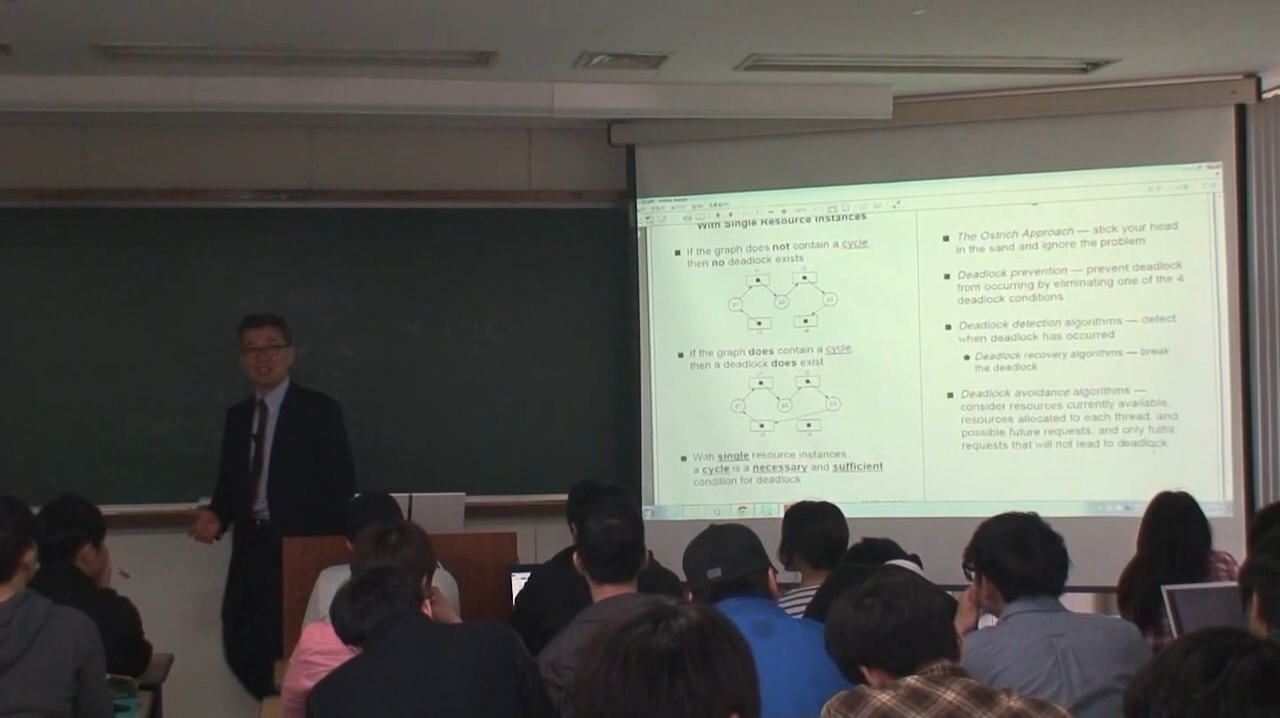 With Single Resource Instances
If the graph does not contain a cycle,
then no deadlock exists
If the graph does contain a cycle,
then a deadlock does exist
With single resource instances,
a cycle is a necessary and sufficient
condition for deadlock
The Ostrich Approach — stick your head
in the sand and ignore the problem
Deadlock prevention — prevent deadlock
from occurring by eliminating one of the 4
deadlock conditions
Deadlock detection algorithms — detect
when deadlock has occurred
Deadlock recovery algorithms — break
the deadlock
Deadlock avoidance algorithms —
consider resources currently available,
resources allocated to each thread, and
possible future requests, and only fulfill
requests that will not lead to deadlock